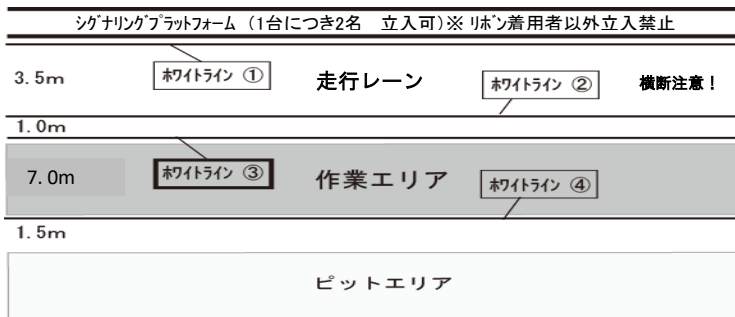 ｼｸﾞﾅﾘﾝｸﾞﾌﾟﾗｯﾄﾌｫｰﾑ (1台につき2名　立入可)※ ﾘﾎﾞﾝ着用者以外立入禁止
3.5m　ﾎﾜｲﾄﾗｲﾝ ①　走行レーン　ﾎﾜｲﾄﾗｲﾝ ②　横断注意！
1.0m
7.0m　ﾎﾜｲﾄﾗｲﾝ ③　作業エリア　ﾎﾜｲﾄﾗｲﾝ ④
1.5m
ピットエリア